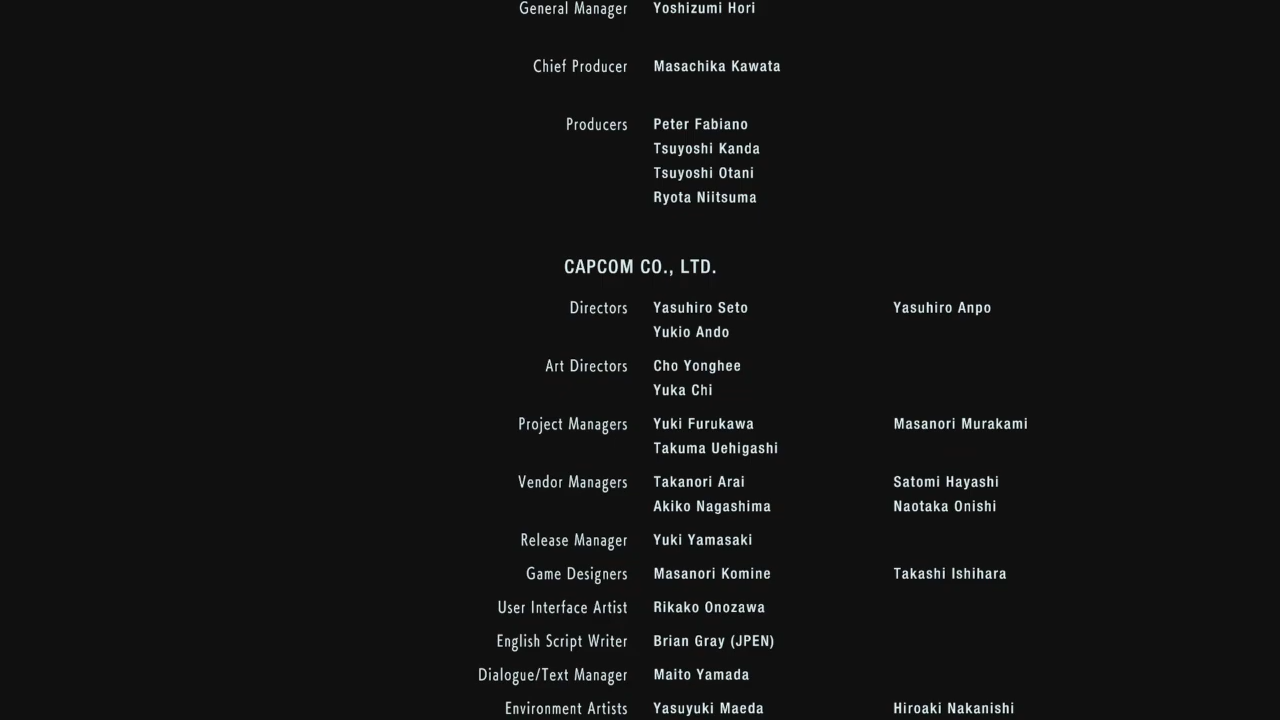 General Manager Yoshizumi Hori
Chief Producer Masachika Kawata
Producers Peter Fabiano
Tsuyoshi Kanda
Tsuyoshi Otani
Ryota Niitsuma
CAPCOM CO., LTD.
Directors Yasuhiro Seto Yasuhiro Anpo
Yukio Ando
Art Directors Cho Yonghee
Yuka Chi
Project Managers Yuki Furukawa Masanori Murakami
Takuma Uehigashi
Vendor Managers Takanori Arai Satomi Hayashi
Akiko Nagashima Naotaka Onishi
Release Manager Yuki Yamasaki
Game Designers Masanori Komine Takashi Ishihara
User Interface Artist Rikako Onozawa
English Script Writer Brian Gray (JPEN)
Dialogue/Text Manager Maito Yamada
Environment Artists Yasuyuki Maeda Hiroaki Nakanishi